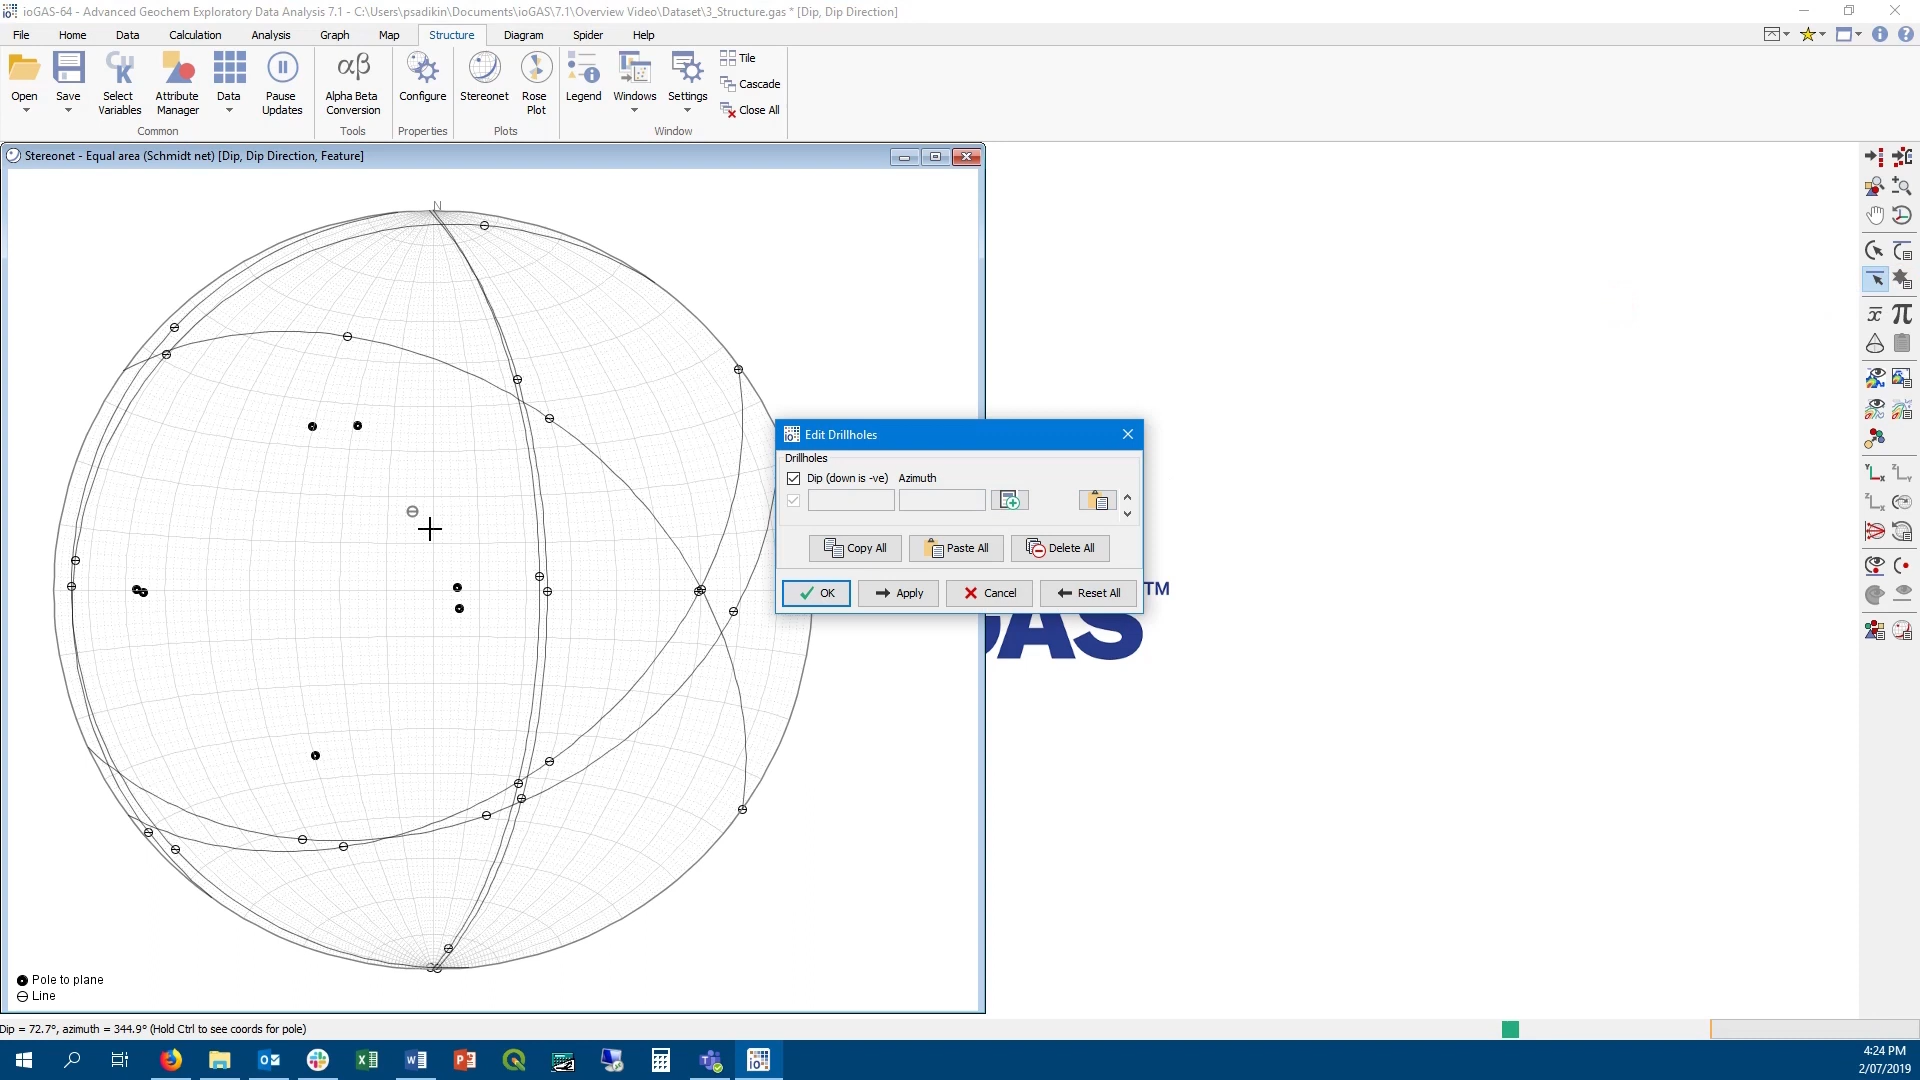 ioGAS-64 - Advanced Geochem Exploratory Data Analysis 7.1 - C:\Users\psadikin\Documents\ioGAS\7.1\Overview Video\Dataset\3_Structure.gas * [Dip, Dip Direction]
File Home Data Calculation Analysis Graph Map Structure Diagram Spider Help
Open Save Select Variables Attribute Manager Data Pause Updates Alpha Beta Conversion Configure Stereonet Rose Plot Legend Windows Settings Tile
Cascade
Close All
Common Tools Properties Plots Window
Stereonet - Equal area (Schmidt net) [Dip, Dip Direction, Feature]
N
Edit Drillholes
Drillholes
Dip (down is -ve) Azimuth
Copy All Paste All Delete All
OK Apply Cancel Reset All
GAS™
Pole to plane
Line
Dip = 72.7°, azimuth = 344.9° (Hold Ctrl to see coords for pole)
4:24 PM
2/07/2019